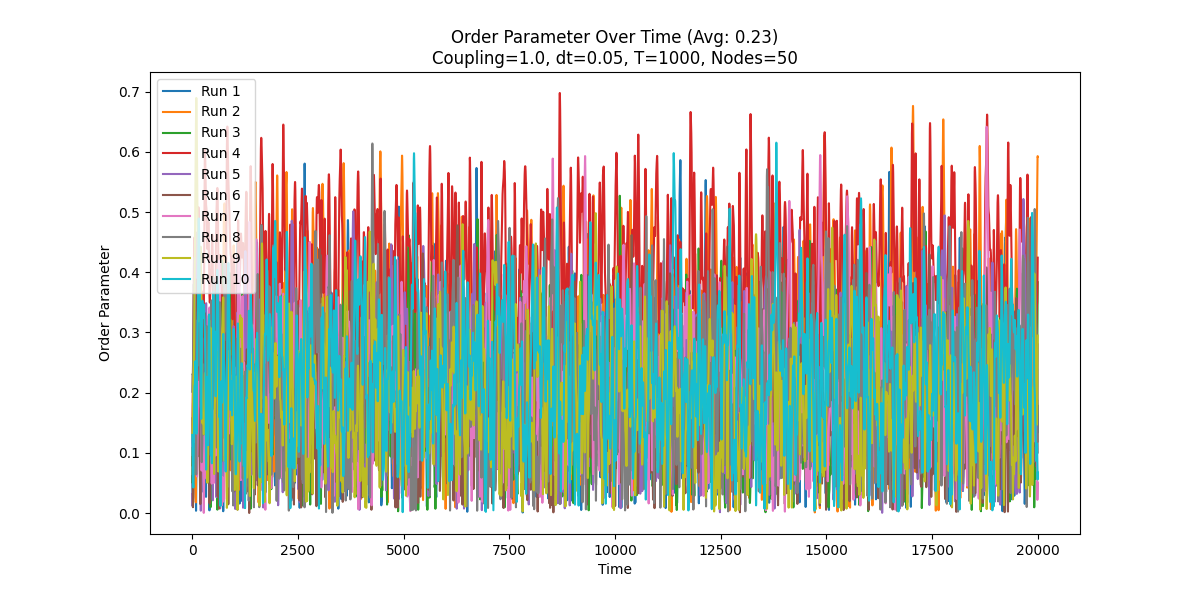 Order Parameter Over Time (Avg: 0.23)
Coupling=1.0, dt=0.05, T=1000, Nodes=50
Run 1
Run 2
Run 3
Run 4
Run 5
Run 6
Run 7
Run 8
Run 9
Run 10
Order Parameter
0.7
0.6
0.5
0.4
0.3
0.2
0.1
0.0
0 2500 5000 7500 10000 12500 15000 17500 20000
Time